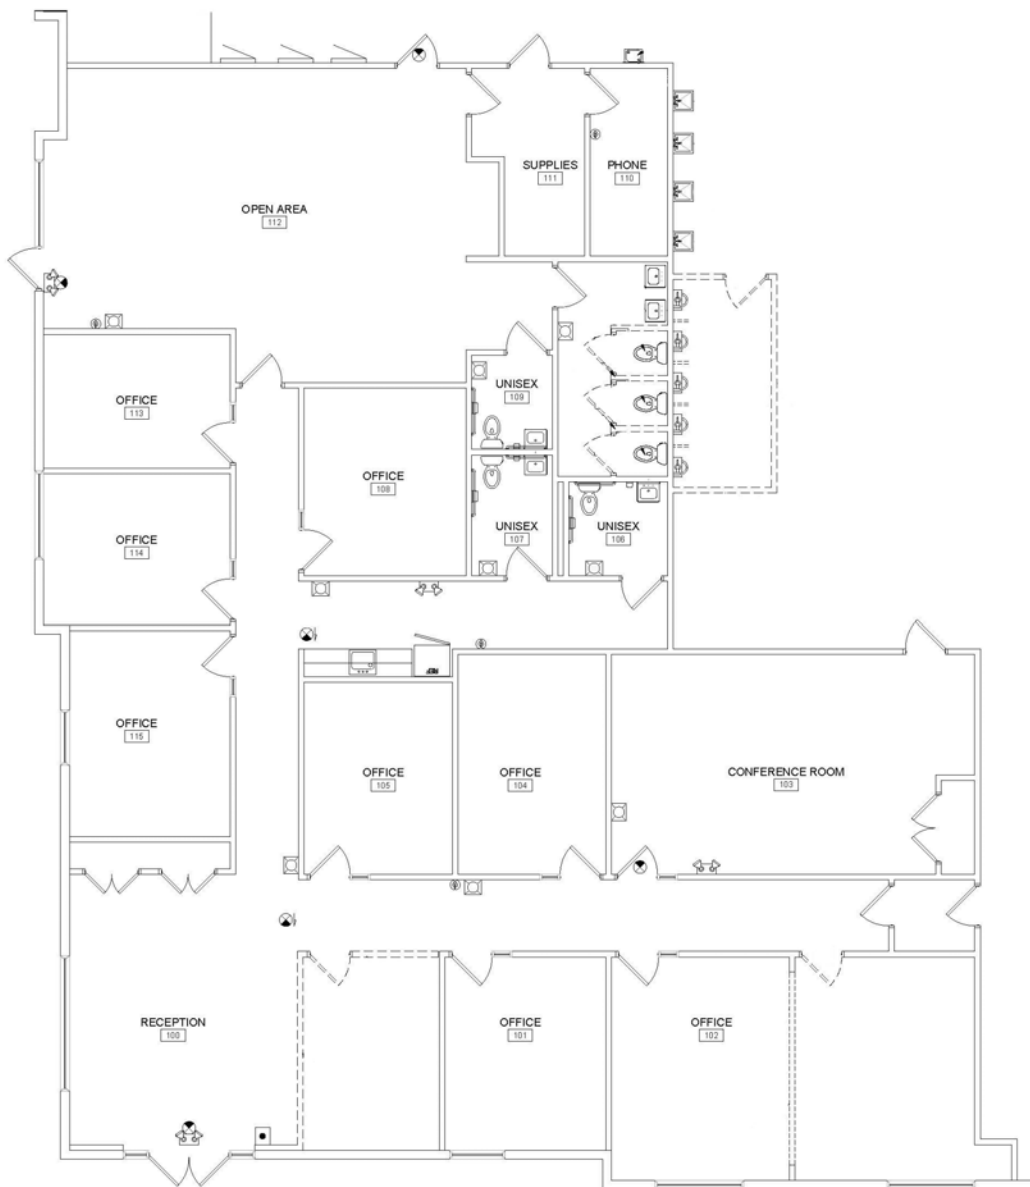 SUPPLIES
111
PHONE
110
OPEN AREA
112
OFFICE
113
UNISEX
109
OFFICE
108
OFFICE
114
UNISEX
107
UNISEX
106
REF
OFFICE
115
OFFICE
105
OFFICE
104
CONFERENCE ROOM
103
RECEPTION
100
OFFICE
101
OFFICE
102